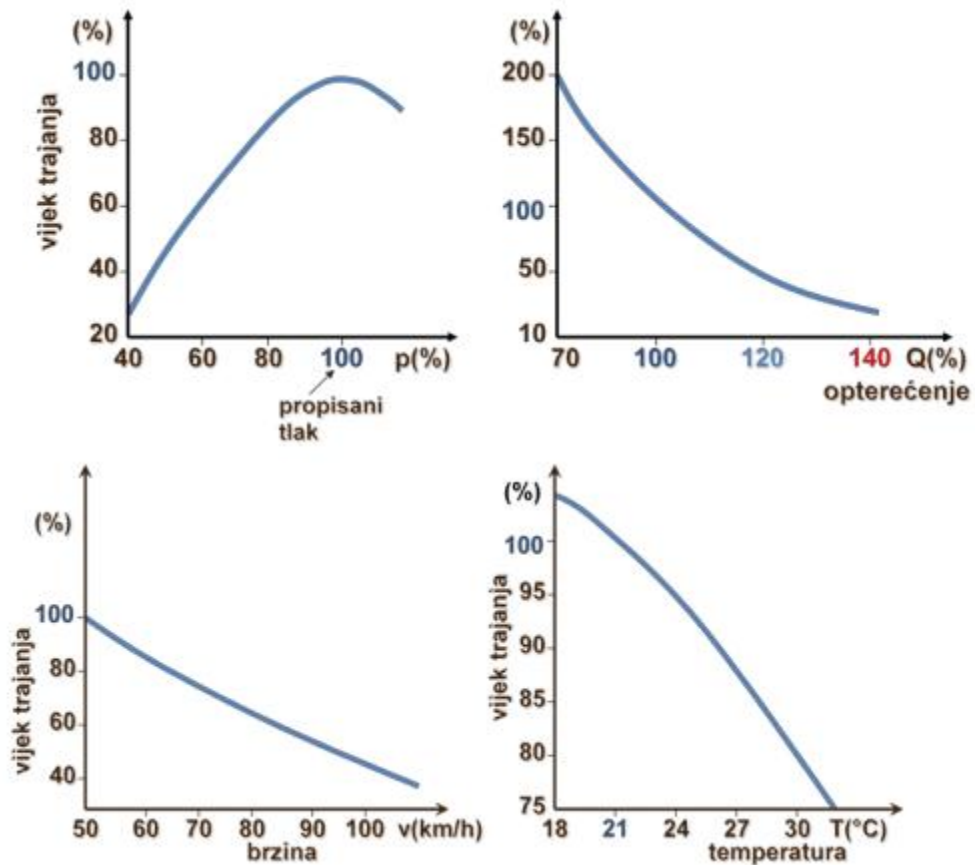 (%)
100
80
60
40
20
vijek trajanja
40 60 80 100 p(%)
propisani
tlak
(%)
200
150
100
50
10
70 100 120 140 Q(%)
opterećenje
(%)
100
80
60
40
vijek trajanja
50 60 70 80 90 100 v(km/h)
brzina
(%)
100
95
90
85
80
75
vijek trajanja
18 21 24 27 30 T(°C)
temperatura